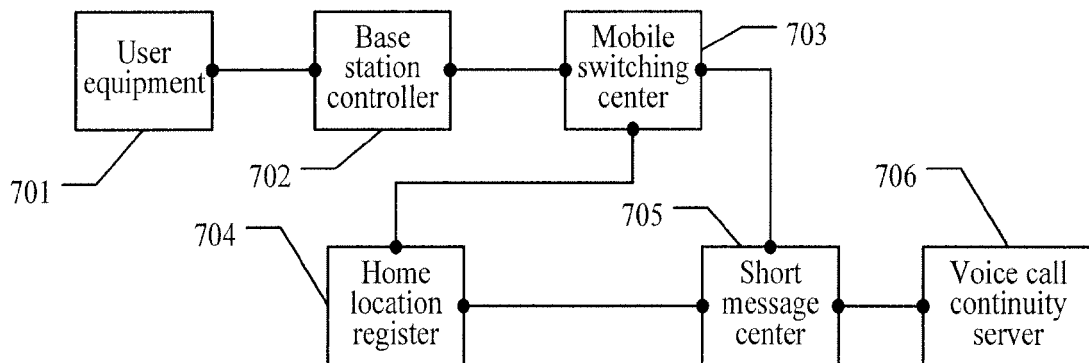 User
equipment
Base
station
controller
Mobile
switching
center
703
701
702
706
705
704
Home
location
register
Short
message
center
Voice call
continuity
server